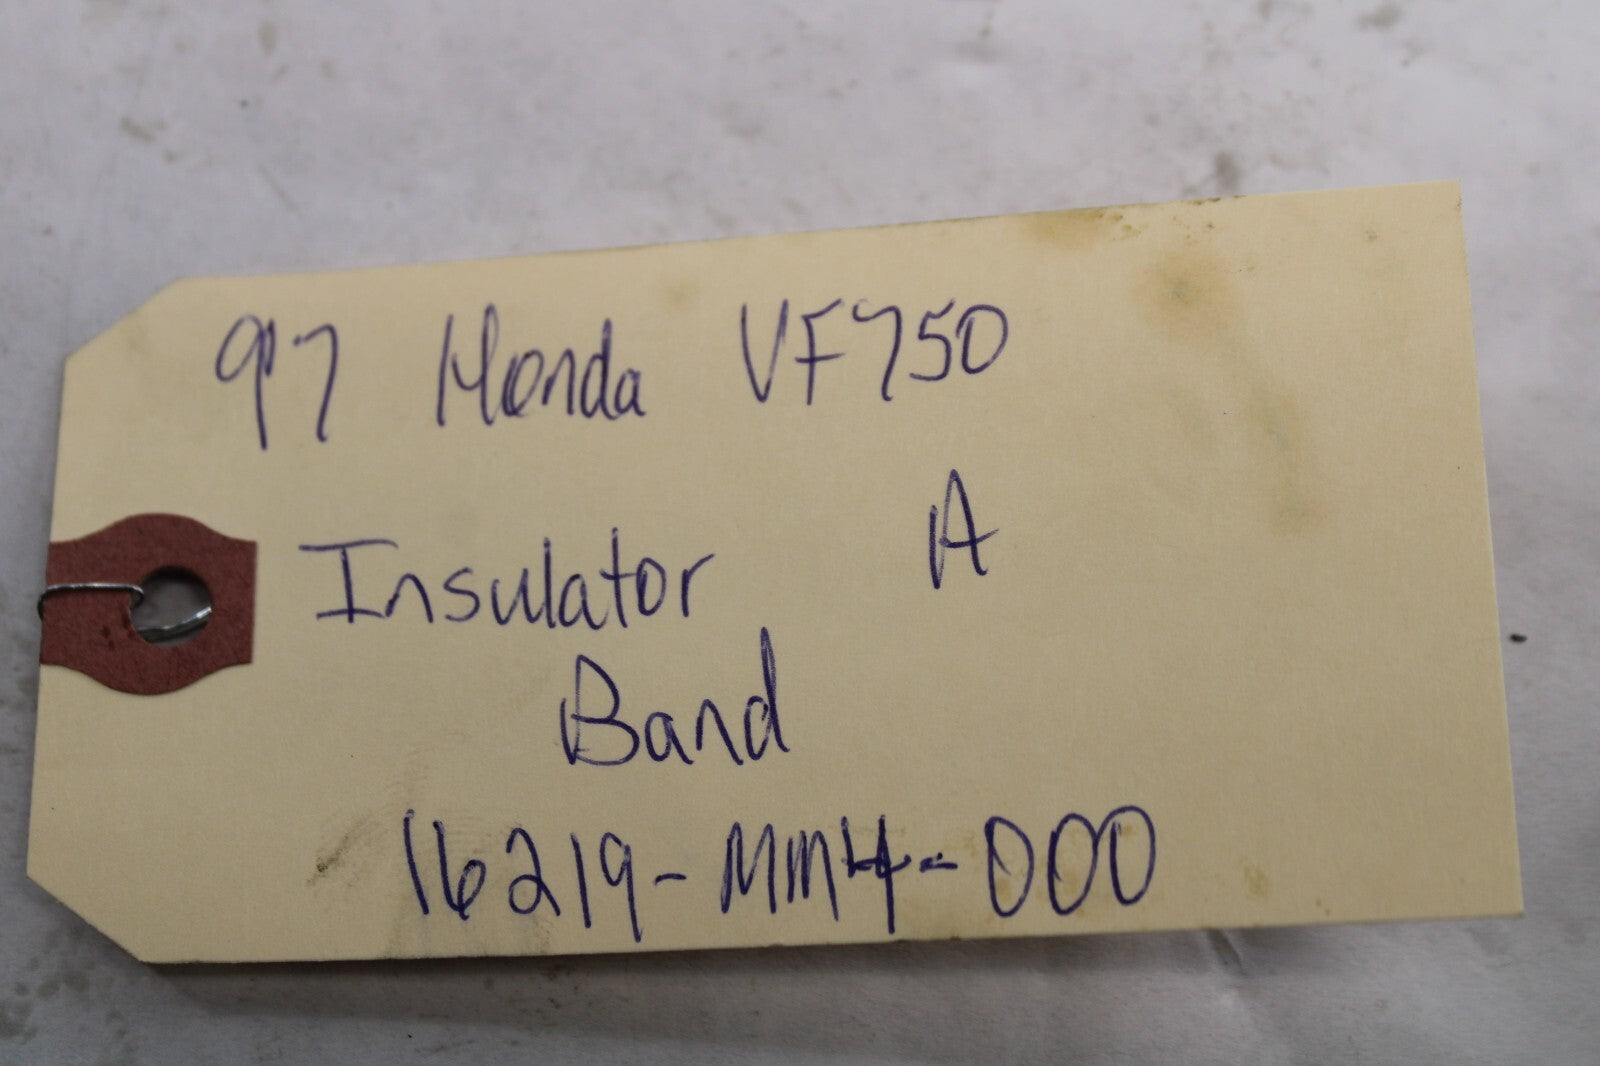 97 Honda VF750
Insulator A
Band
16219-MM4-000